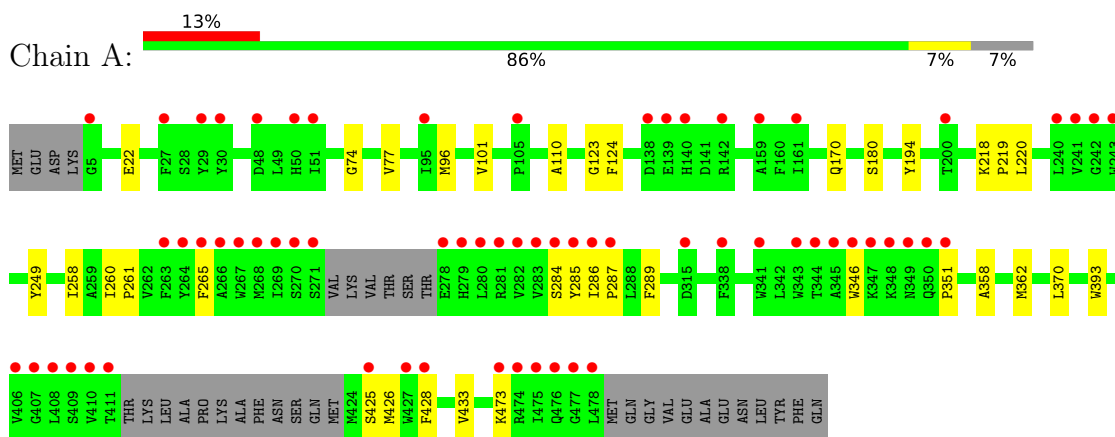 13%
Chain A:
86% 7% 7%
MET GLU ASP LYS G5 E22 F27 S28 Y29 Y30 D48 L49 H50 I51 G74 V77 I95 M96 V101 P105 A110 G123 F124 D138 E139 H140 D141 R142 A159 F160 I161 Q170 S180 Y194 T200 K218 P219 L220 L240 V241 G242 W243
Y249 I258 A259 I260 P261 V262 F263 Y264 F265 A266 W267 M268 I269 S270 S271 VAL LYS VAL THR SER THR E278 H279 L280 R281 V282 V283 S284 Y285 I286 P287 L288 F289 D315 F338 W341 L342 W343 T344 A345 W346 K347 K348 N349 Q350 P351 A358 M362 L370 W393
V406 G407 L408 S409 V410 T411 THR LYS LEU ALA PRO LYS ALA PHE ASN SER GLN MET M424 S425 M426 W427 F428 V433 K473 R474 I475 Q476 G477 L478 MET GLN GLY VAL GLU ALA GLU ASN LEU TYR PHE GLN